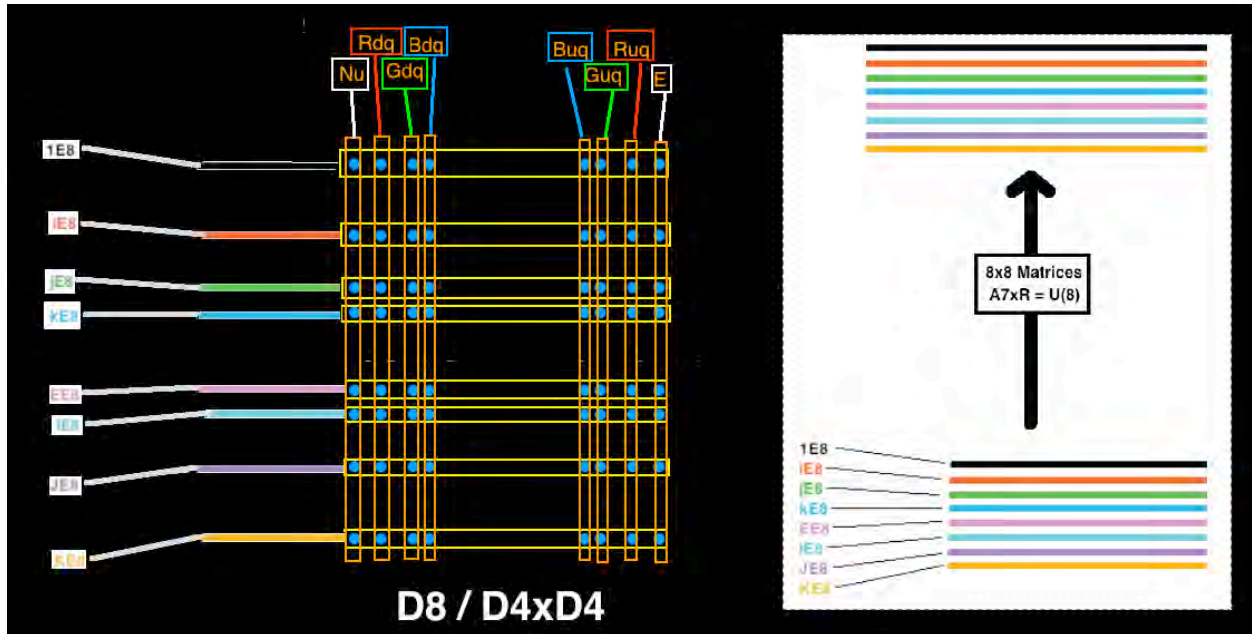 Rdq
Bdq
Buq
Ruq
Nu
Gdq
Guq
E
1E8
iE8
jE8
kE8
EE8
IE8
JE8
KE8
D8 / D4xD4
8x8 Matrices
A7xR = U(8)
1E8
iE8
jE8
kE8
EE8
IE8
JE8
KE8